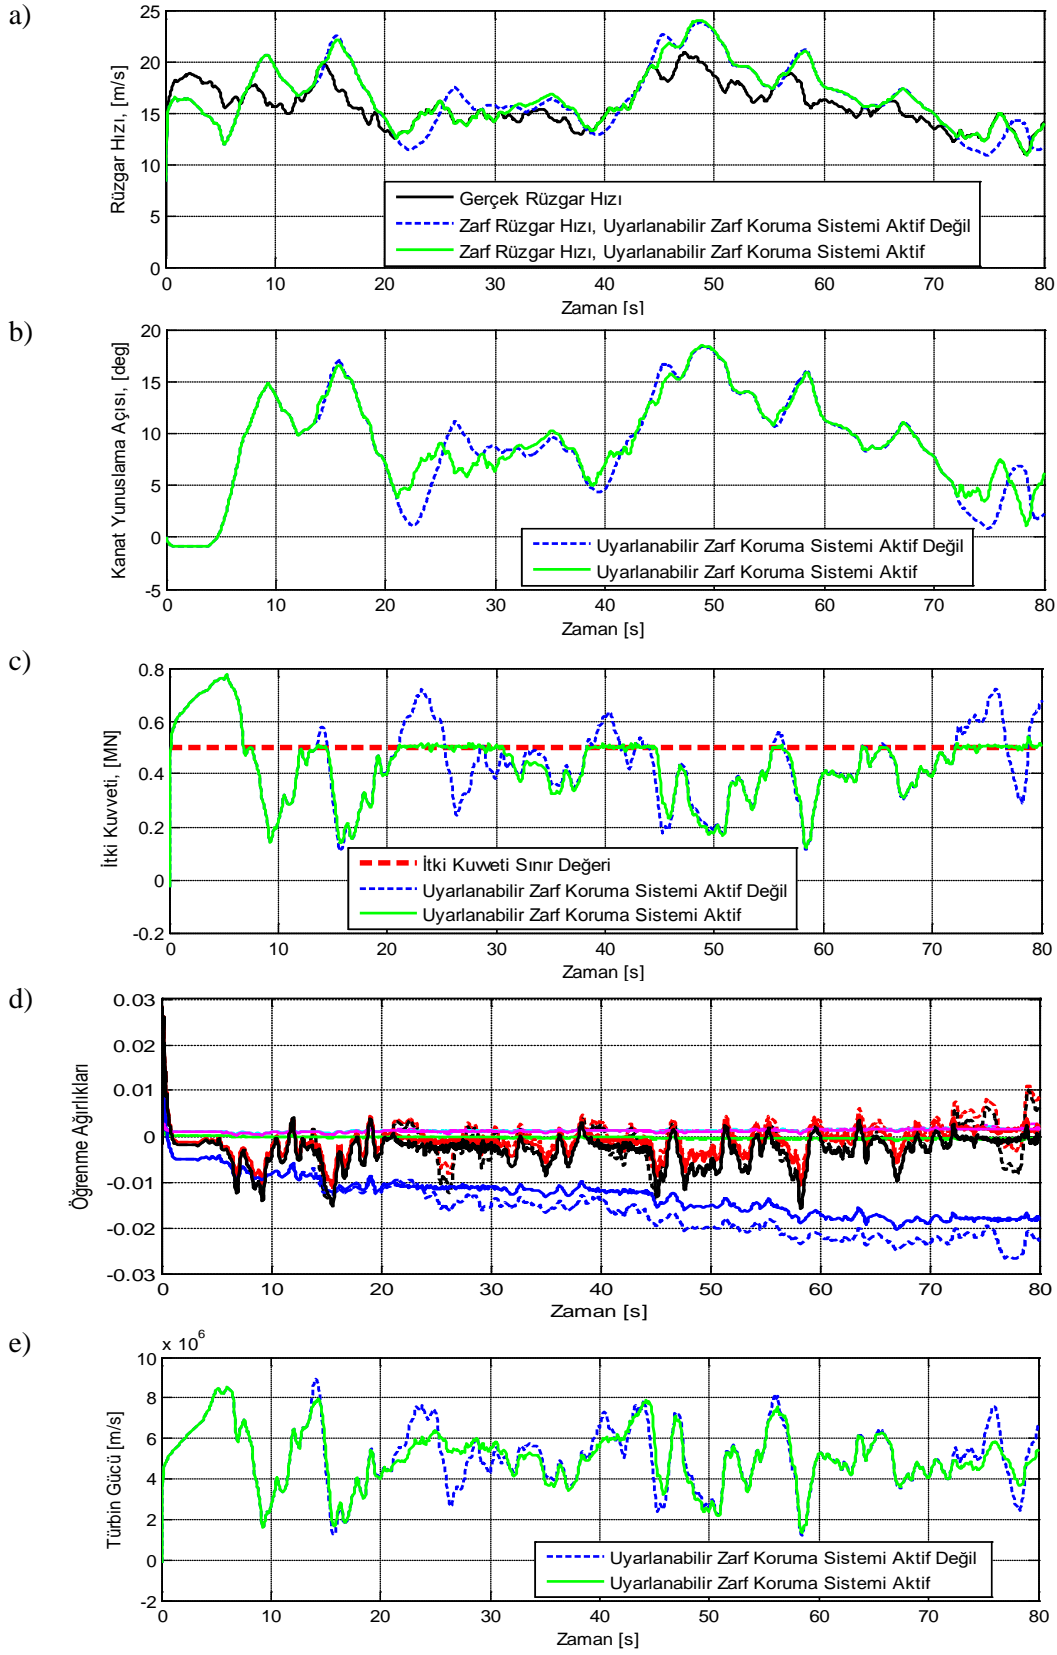 a)
25
20
15
10
5
0
Rüzgar Hızı, [m/s]
Gerçek Rüzgar Hızı
Zarf Rüzgar Hızı, Uyarlanabilir Zarf Koruma Sistemi Aktif Değil
Zarf Rüzgar Hızı, Uyarlanabilir Zarf Koruma Sistemi Aktif
0 10 20 30 40 50 60 70 80
Zaman [s]
b)
20
15
10
5
0
-5
Kanat Yunuslama Açısı, [deg]
Uyarlanabilir Zarf Koruma Sistemi Aktif Değil
Uyarlanabilir Zarf Koruma Sistemi Aktif
0 10 20 30 40 50 60 70 80
Zaman [s]
c)
0.8
0.6
0.4
0.2
0
-0.2
İtki Kuvveti, [MN]
İtki Kuvveti Sınır Değeri
Uyarlanabilir Zarf Koruma Sistemi Aktif Değil
Uyarlanabilir Zarf Koruma Sistemi Aktif
0 10 20 30 40 50 60 70 80
Zaman [s]
d)
0.03
0.02
0.01
0
-0.01
-0.02
-0.03
Öğrenme Ağırlıkları
0 10 20 30 40 50 60 70 80
Zaman [s]
e)
x 10⁶
10
8
6
4
2
0
-2
Türbin Gücü [m/s]
Uyarlanabilir Zarf Koruma Sistemi Aktif Değil
Uyarlanabilir Zarf Koruma Sistemi Aktif
0 10 20 30 40 50 60 70 80
Zaman [s]